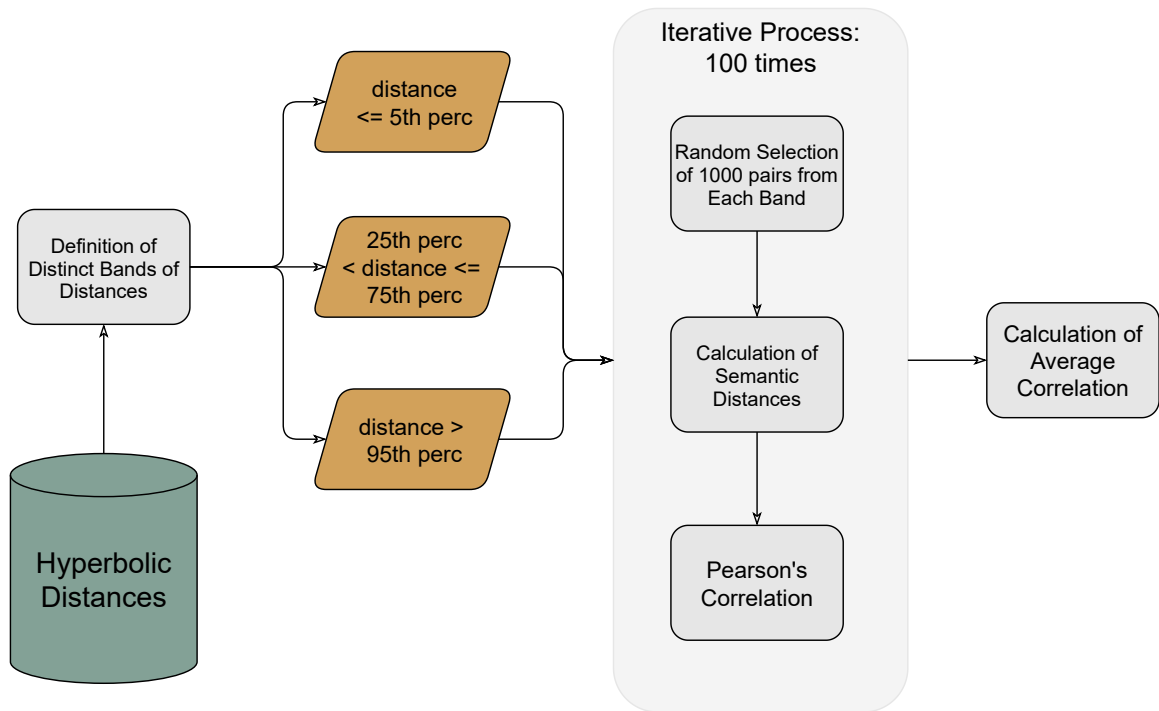 Hyperbolic
Distances
Definition of
Distinct Bands of
Distances
distance
<= 5th perc
25th perc
< distance <=
75th perc
distance >
95th perc
Iterative Process:
100 times
Random Selection
of 1000 pairs from
Each Band
Calculation of
Semantic
Distances
Pearson's
Correlation
Calculation of
Average
Correlation